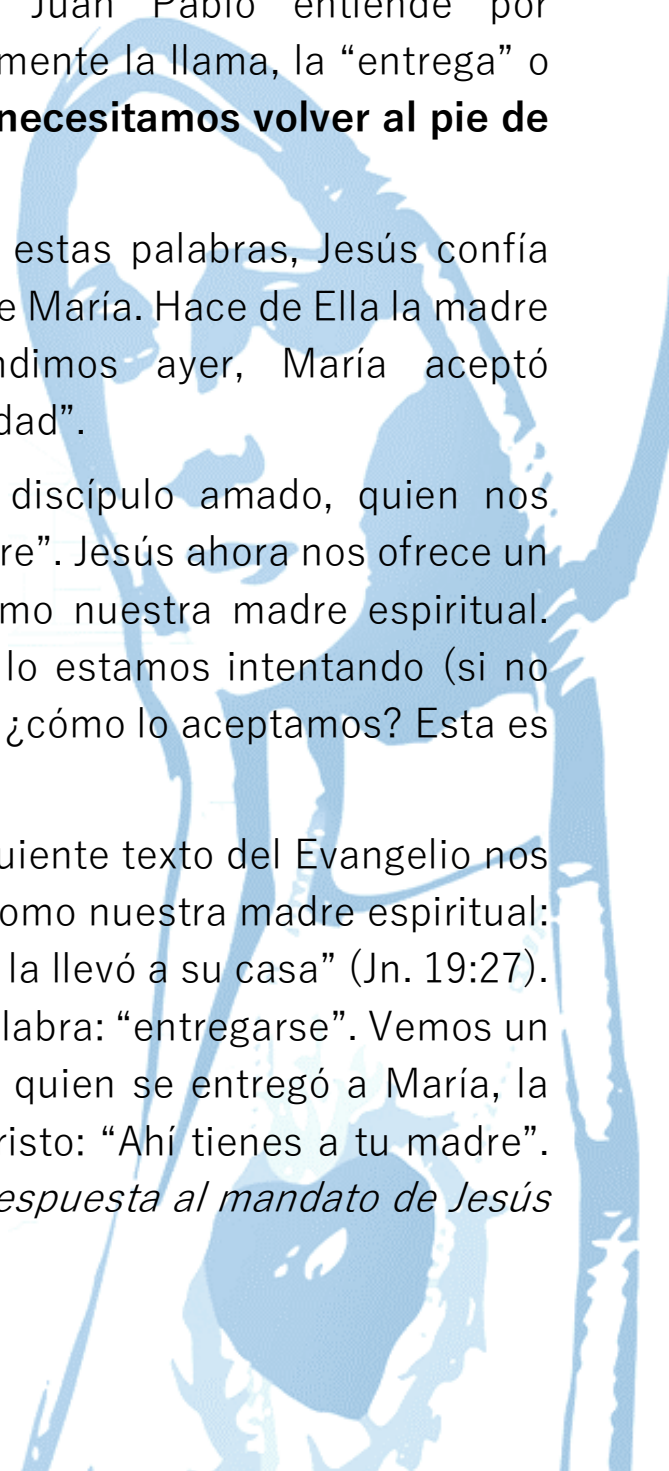 Juan Pablo entiende por
mente la llama, la “entrega” o
necesitamos volver al pie de
estas palabras, Jesús confía
e María. Hace de Ella la madre
ndimos ayer, María aceptó
dad”.
discípulo amado, quien nos
re”. Jesús ahora nos ofrece un
omo nuestra madre espiritual.
lo estamos intentando (si no
¿cómo lo aceptamos? Esta es
uiente texto del Evangelio nos
omo nuestra madre espiritual:
la llevó a su casa” (Jn. 19:27).
labra: “entregarse”. Vemos un
quien se entregó a María, la
risto: “Ahí tienes a tu madre”.
espuesta al mandato de Jesús